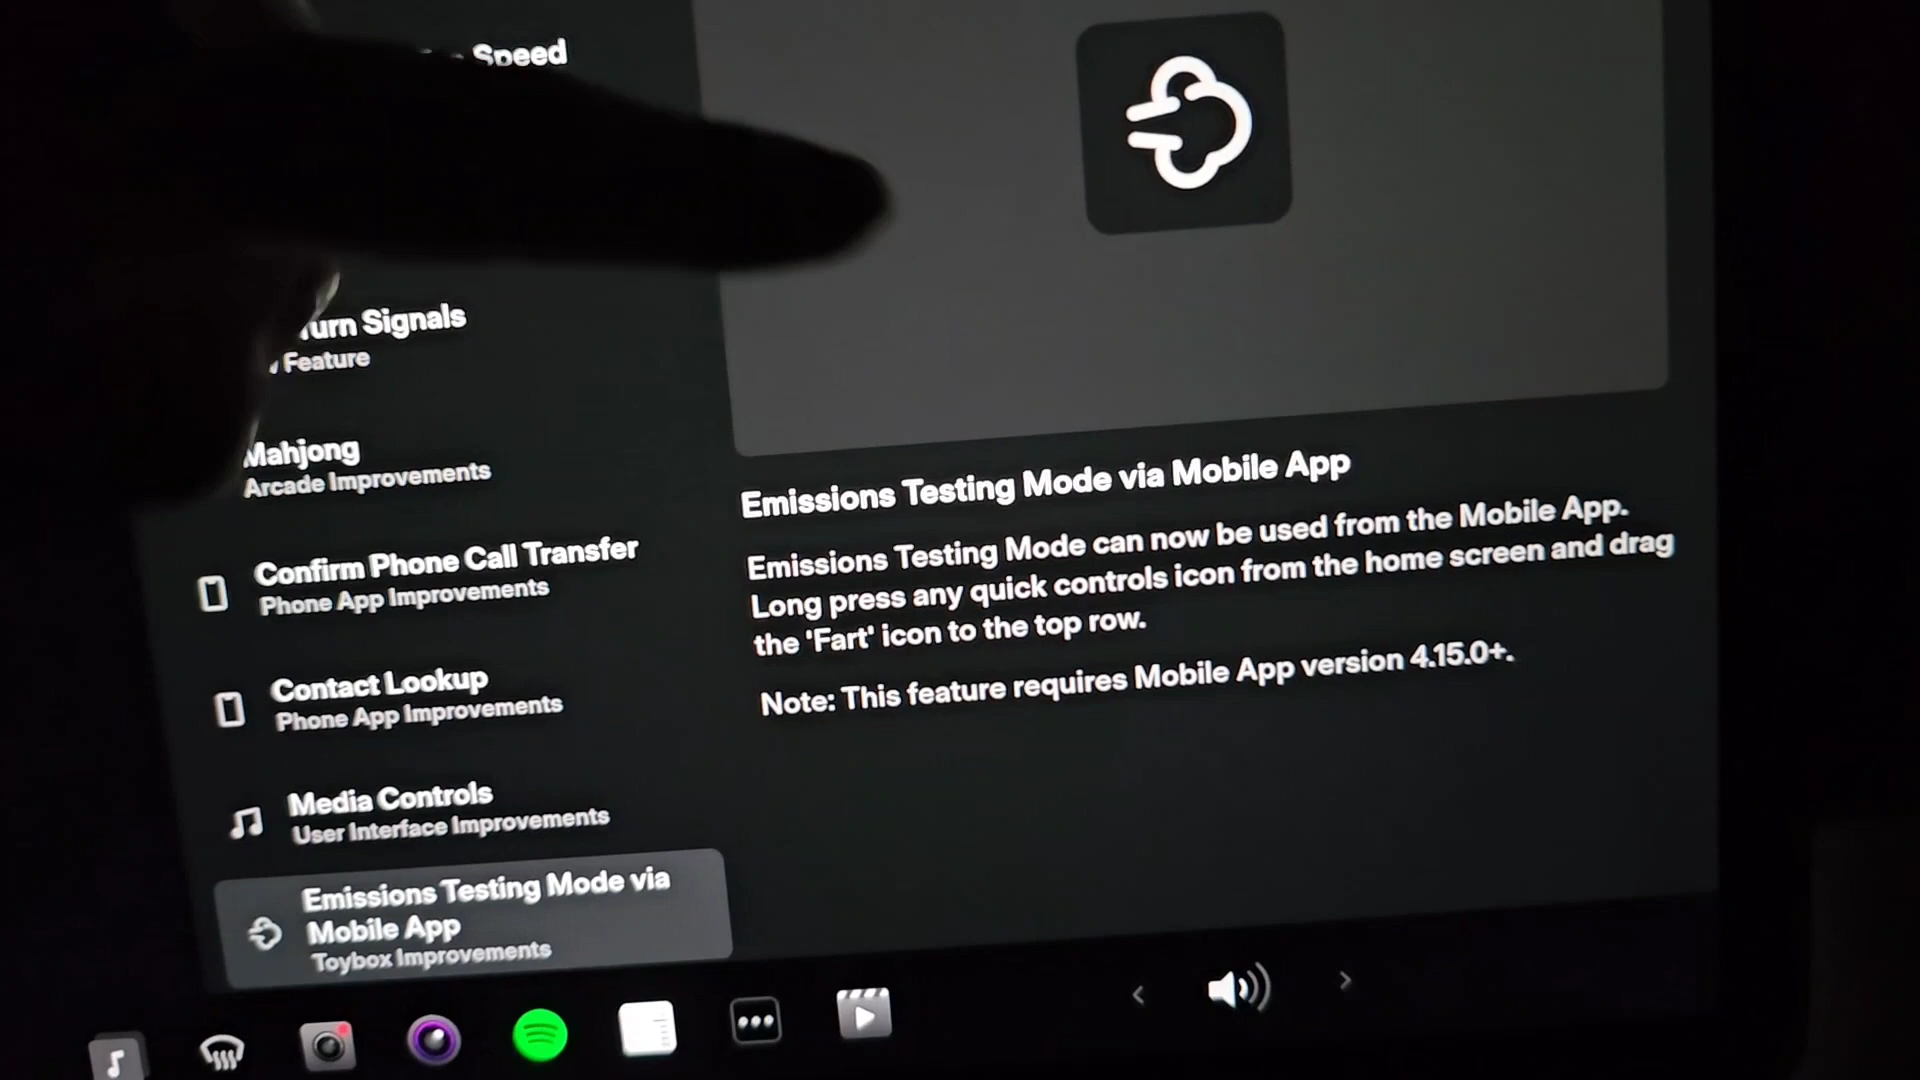 Speed
Turn Signals
Feature
Mahjong
Arcade Improvements
Confirm Phone Call Transfer
Phone App Improvements
Contact Lookup
Phone App Improvements
Media Controls
User Interface Improvements
Emissions Testing Mode via
Mobile App
Toybox Improvements
Emissions Testing Mode via Mobile App
Emissions Testing Mode can now be used from the Mobile App.
Long press any quick controls icon from the home screen and drag
the 'Fart' icon to the top row.
Note: This feature requires Mobile App version 4.15.0+.